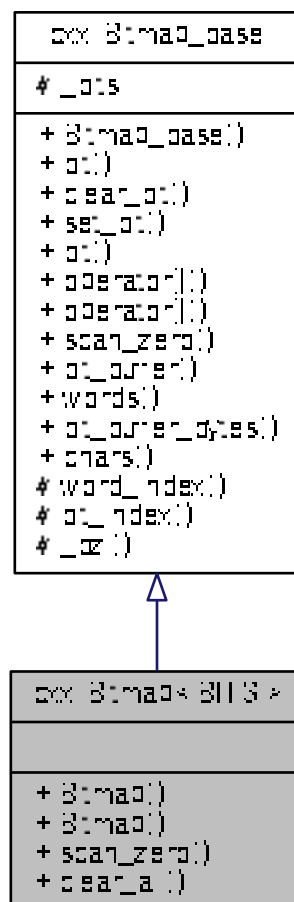 cxx::Bitmap_base
# _bits
+ Bitmap_base()
+ bit()
+ clear_bit()
+ set_bit()
+ bit()
+ operator[]()
+ operator[]()
+ scan_zero()
+ bit_buffer()
+ words()
+ bit_buffer_bytes()
+ chars()
# word_index()
# bit_index()
cxx::Bitmap< BITS >
+ Bitmap()
+ Bitmap()
+ scan_zero()
+ clear_all()